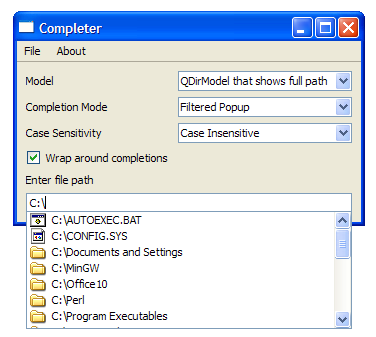 Completer
File About
Model QDirModel that shows full path
Completion Mode Filtered Popup
Case Sensitivity Case Insensitive
Wrap around completions
Enter file path
C:\
C:\AUTOEXEC.BAT
C:\CONFIG.SYS
C:\Documents and Settings
C:\MinGW
C:\Office10
C:\Perl
C:\Program Executables